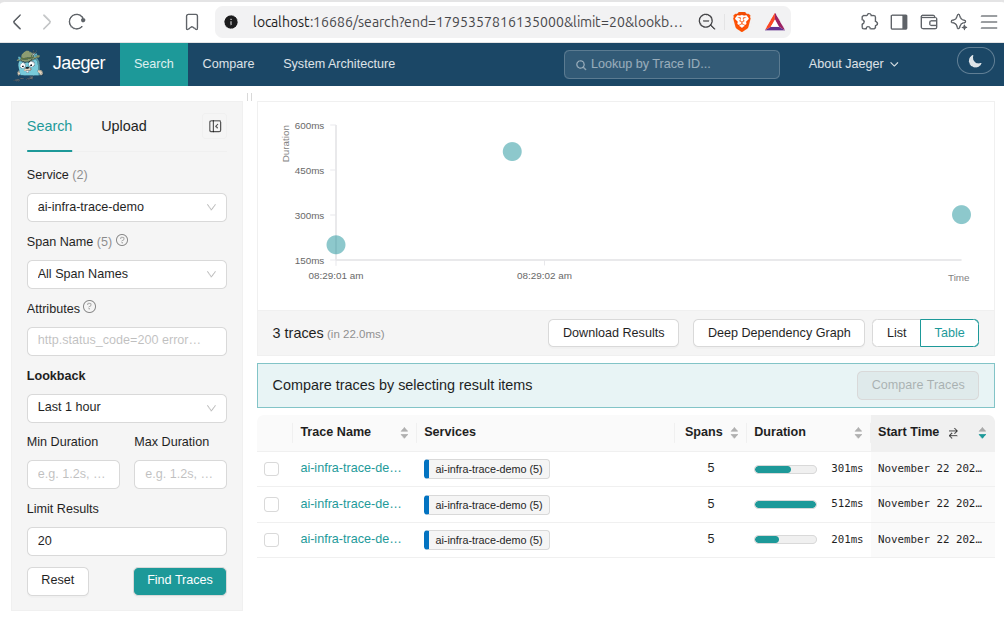 localhost:16686/search?end=1795357816135000&limit=20&lookb...
Jaeger
Search
Compare
System Architecture
Lookup by Trace ID...
About Jaeger
Search
Upload
Service (2)
ai-infra-trace-demo
Span Name (5)
All Span Names
Attributes
http.status_code=200 error...
Lookback
Last 1 hour
Min Duration
Max Duration
e.g. 1.2s, ...
e.g. 1.2s, ...
Limit Results
20
Reset
Find Traces
Duration
600ms
450ms
300ms
150ms
08:29:01 am
08:29:02 am
Time
3 traces (in 22.0ms)
Download Results
Deep Dependency Graph
List
Table
Compare traces by selecting result items
Compare Traces
Trace Name Services Spans Duration Start Time
ai-infra-trace-de... ai-infra-trace-demo (5) 5 301ms November 22 202...
ai-infra-trace-de... ai-infra-trace-demo (5) 5 512ms November 22 202...
ai-infra-trace-de... ai-infra-trace-demo (5) 5 201ms November 22 202...